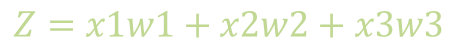 Z = x1w1 + x2w2 + x3w3